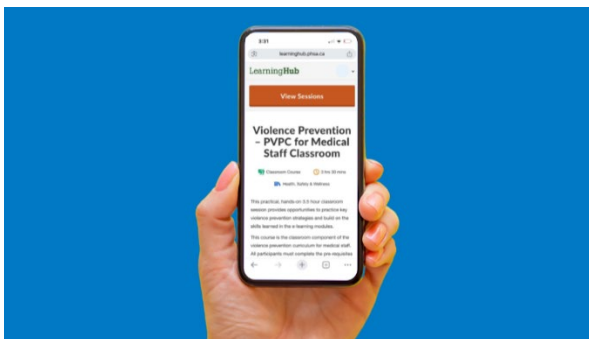 3:51
learninghub.phsa.ca
LearningHub
View Sessions
Violence Prevention
– PVPC for Medical
Staff Classroom
Classroom Course
3 hrs 30 mins
Health, Safety & Wellness
This practical, hands-on 3.5 hour classroom
session provides opportunities to practice key
violence prevention strategies and build on the
skills learned in the e-learning modules.
This course is the classroom component of the
violence prevention curriculum for medical staff.
All participants must complete the pre-requisites